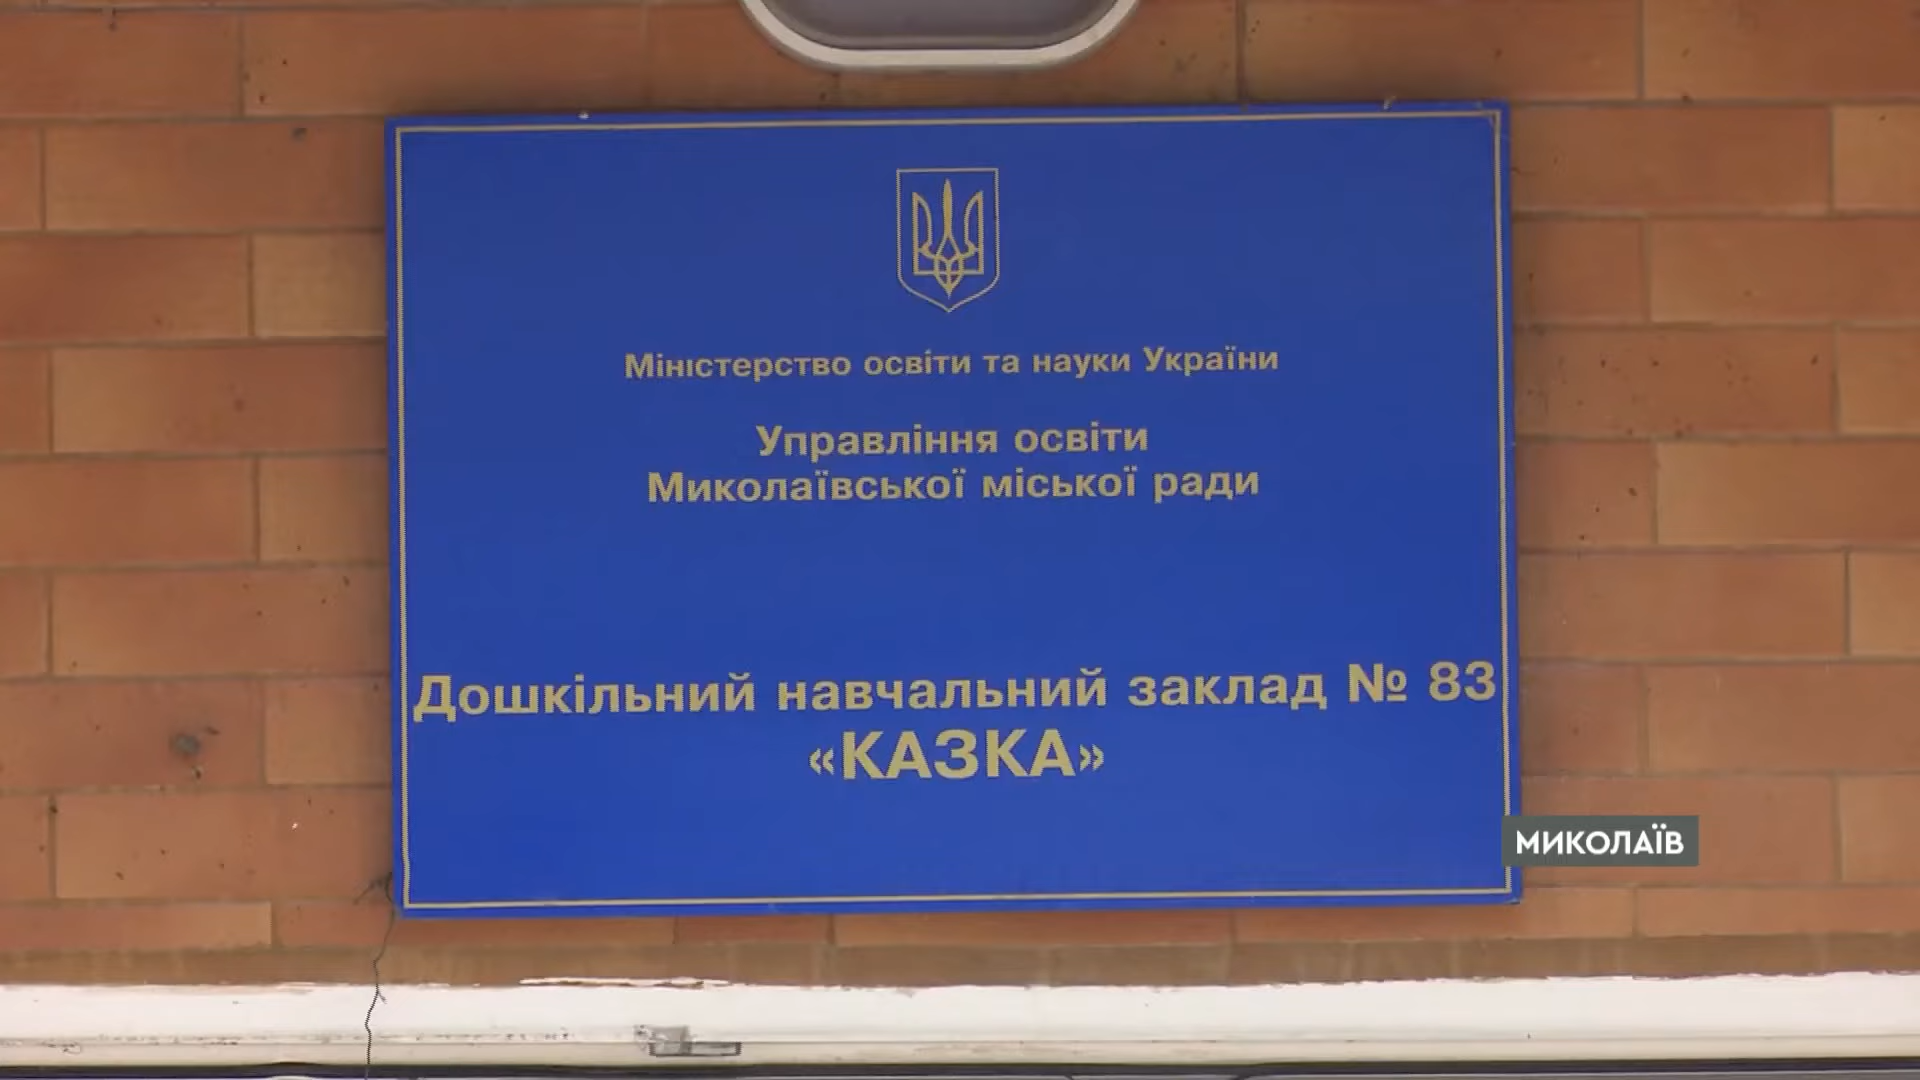 Міністерство освіти та науки України
Управління освіти
Миколаївської міської ради
Дошкільний навчальний заклад № 83
«КАЗКА»
МИКОЛАЇВ